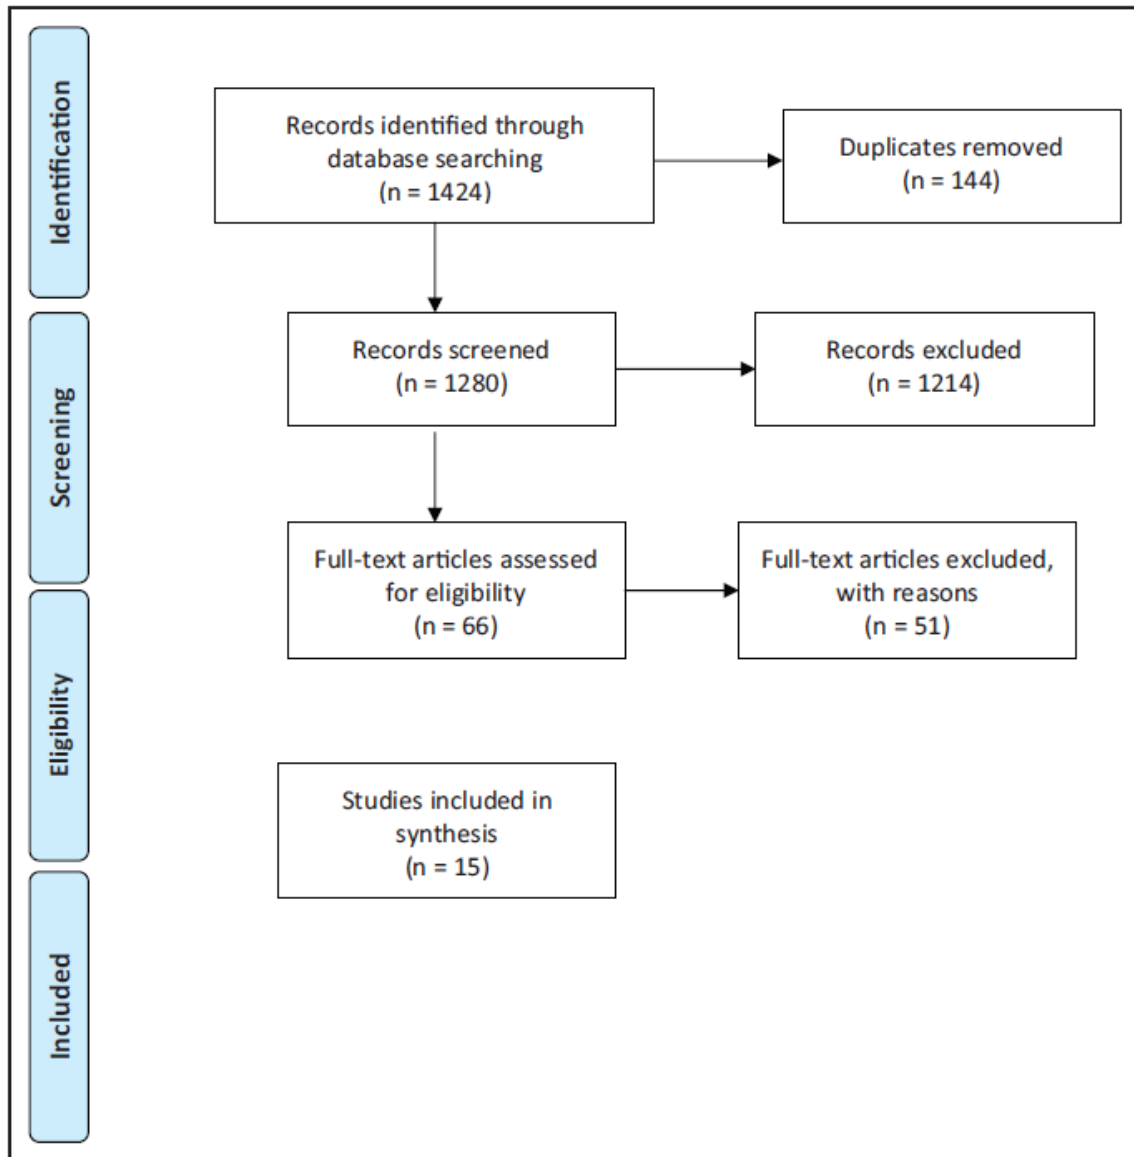 Identification
Records identified through
database searching
(n = 1424)
Duplicates removed
(n = 144)
Screening
Records screened
(n = 1280)
Records excluded
(n = 1214)
Full-text articles assessed
for eligibility
(n = 66)
Full-text articles excluded,
with reasons
(n = 51)
Eligibility
Studies included in
synthesis
(n = 15)
Included